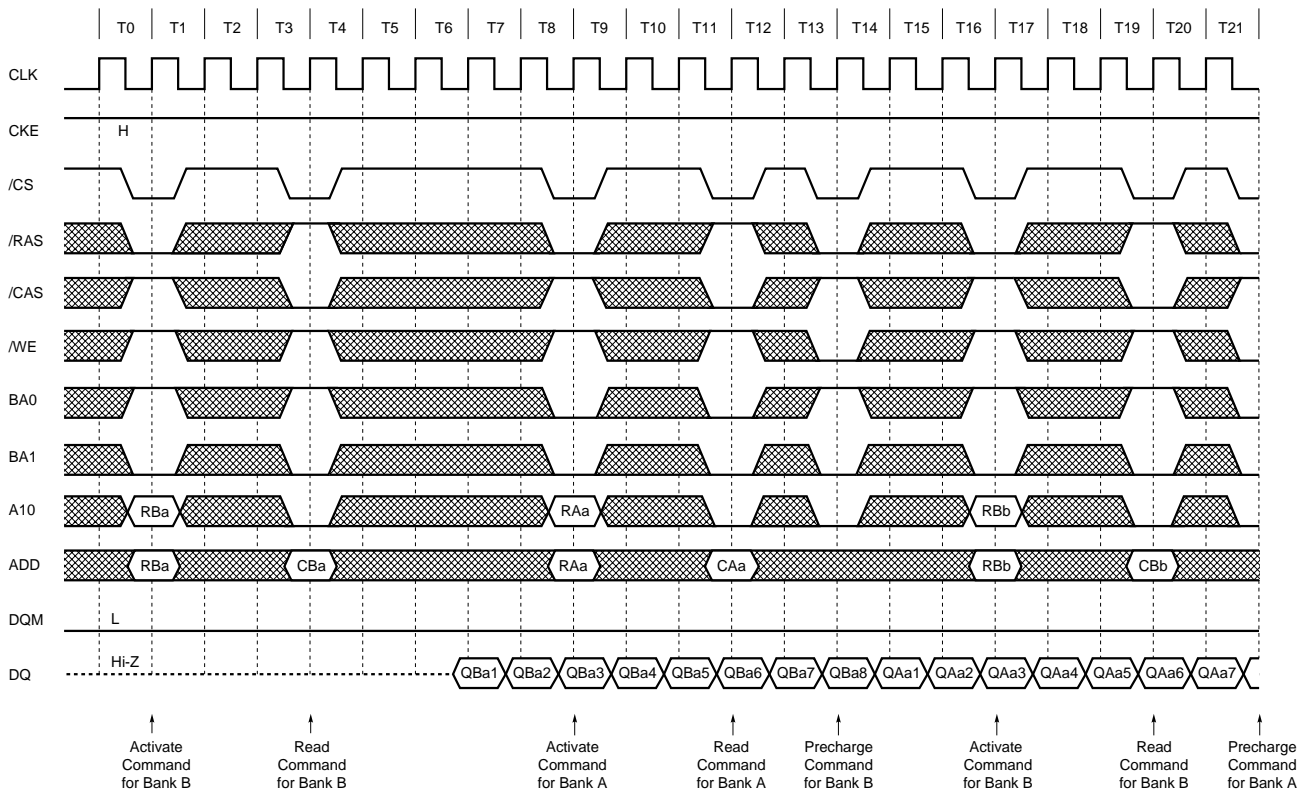 T0 T1 T2 T3 T4 T5 T6 T7 T8 T9 T10 T11 T12 T13 T14 T15 T16 T17 T18 T19 T20 T21
CLK
CKE H
/CS
/RAS
/CAS
/WE
BA0
BA1
A10 RBa RAa RBb
ADD RBa CBa RAa CAa RBb CBb
DQM L
DQ Hi-Z QBa1 QBa2 QBa3 QBa4 QBa5 QBa6 QBa7 QBa8 QAa1 QAa2 QAa3 QAa4 QAa5 QAa6 QAa7
Activate Read Activate Read Precharge Activate Read Precharge
Command Command Command Command Command Command Command Command
for Bank B for Bank B for Bank A for Bank A for Bank B for Bank B for Bank B for Bank A